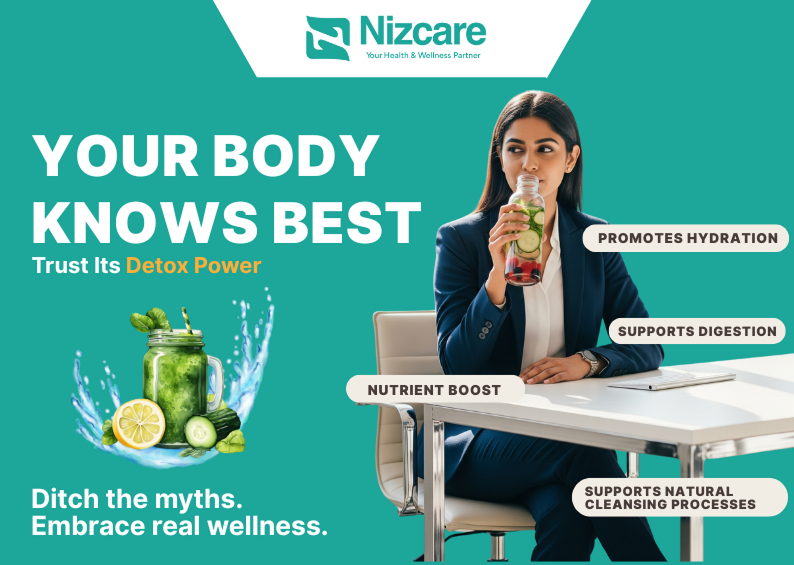 Nizcare
Your Health & Wellness Partner
YOUR BODY
KNOWS BEST
Trust Its Detox Power
PROMOTES HYDRATION
SUPPORTS DIGESTION
NUTRIENT BOOST
SUPPORTS NATURAL
CLEANSING PROCESSES
Ditch the myths.
Embrace real wellness.